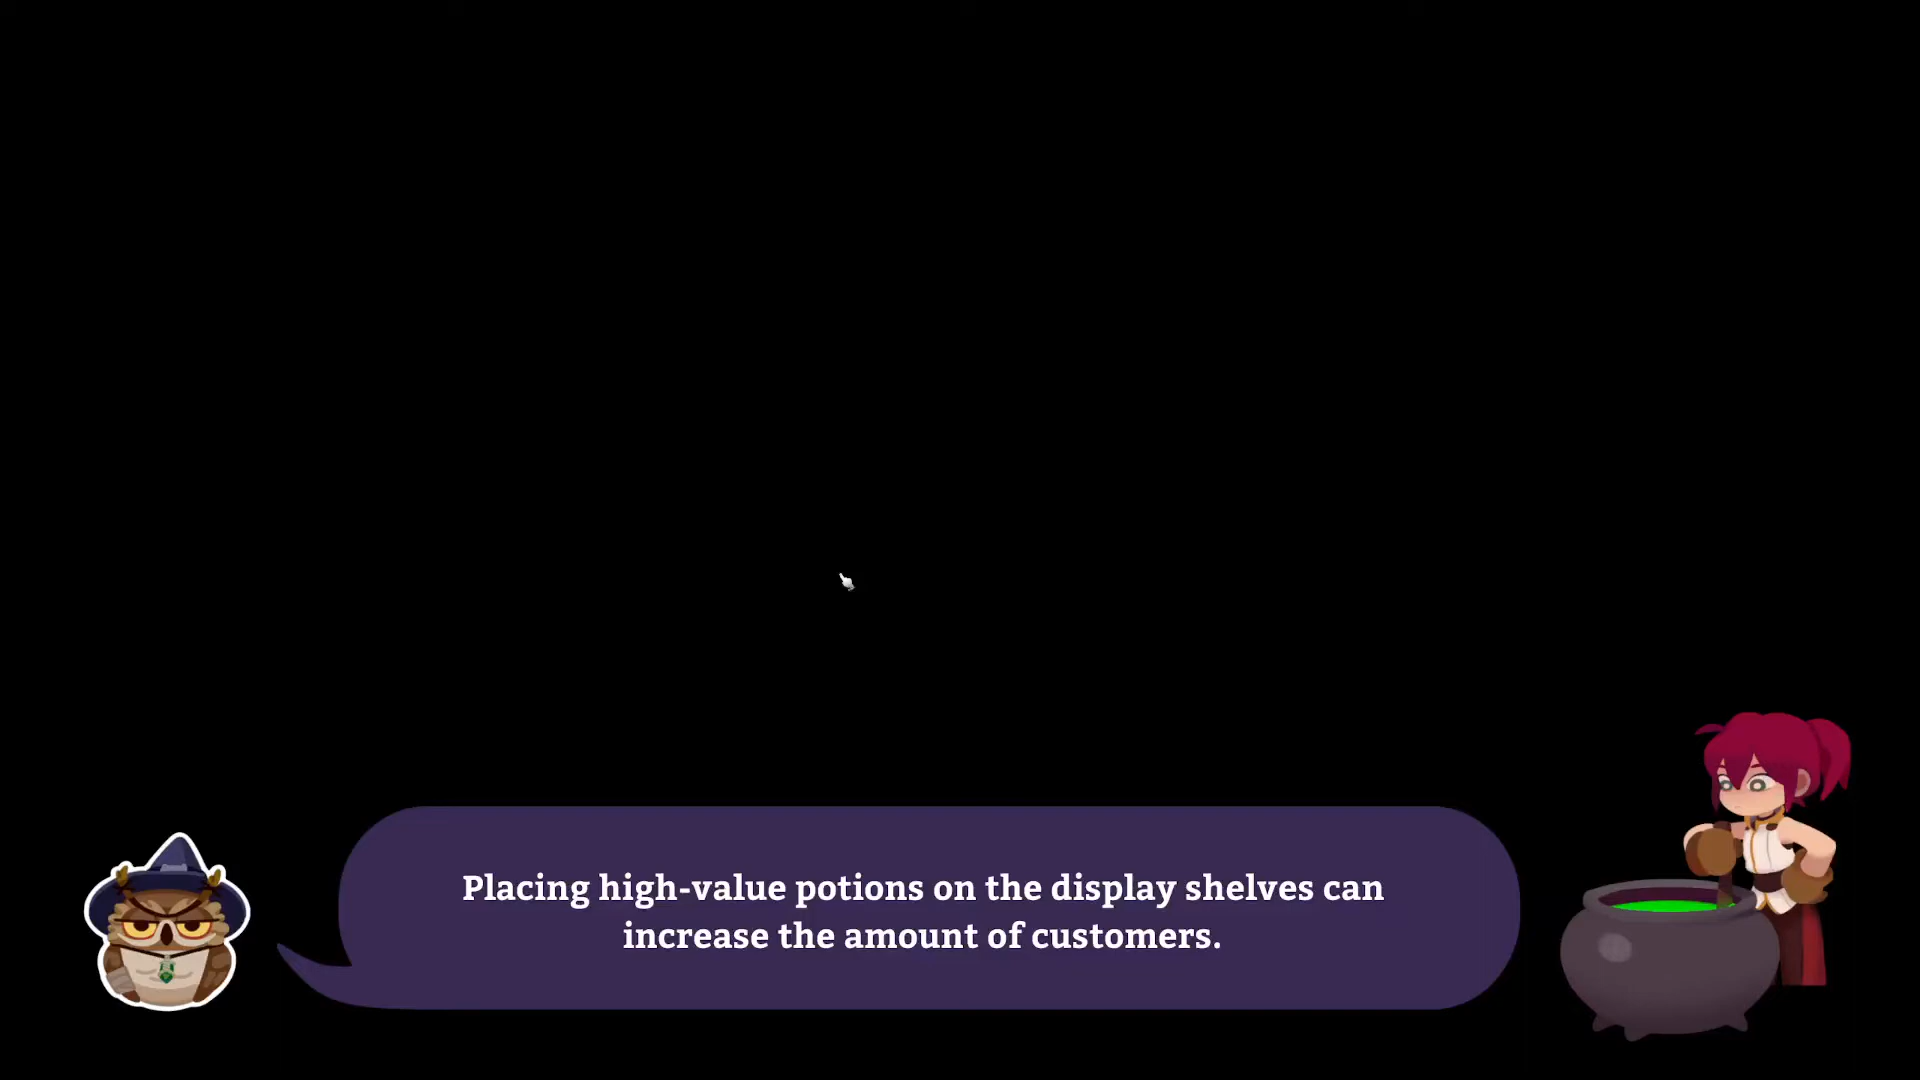 Placing high-value potions on the display shelves can
increase the amount of customers.